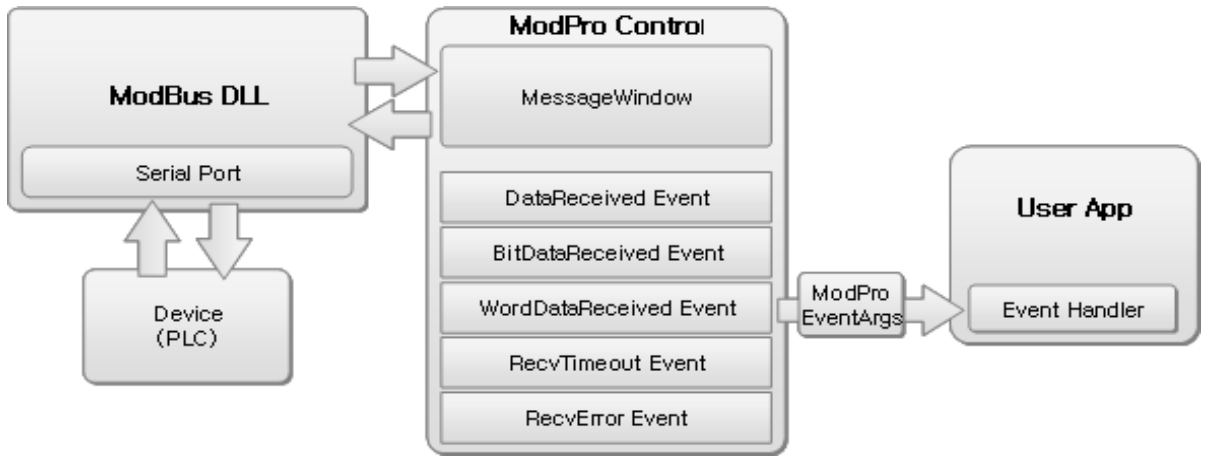 ModBus DLL
Serial Port
Device
(PLC)
ModPro Control
MessageWindow
DataReceived Event
BitDataReceived Event
WordDataReceived Event
RecvTimeout Event
RecvError Event
ModPro
EventArgs
User App
Event Handler